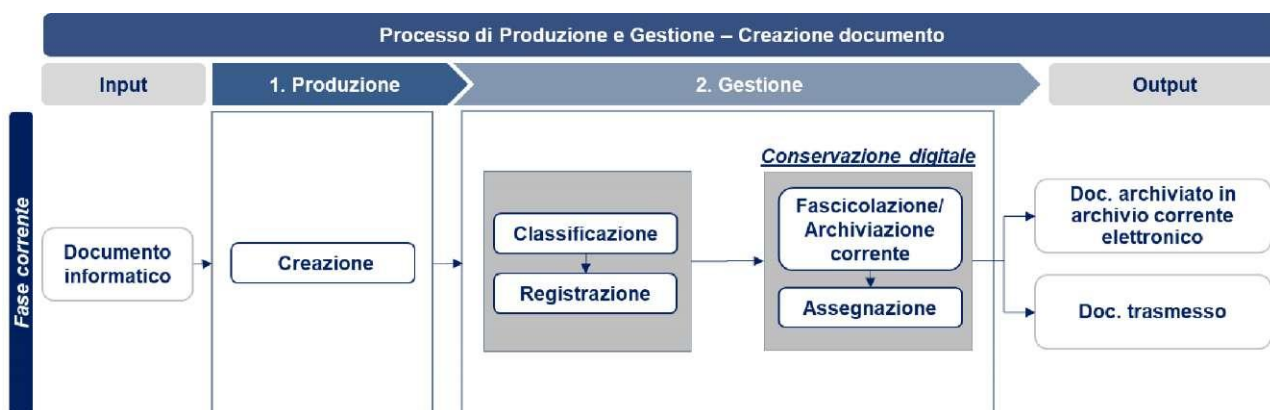 Processo di Produzione e Gestione – Creazione documento
Input
1. Produzione
2. Gestione
Output
Fase corrente
Documento
informatico
Creazione
Classificazione
Registrazione
Conservazione digitale
Fascicolazione/
Archiviazione
corrente
Assegnazione
Doc. archiviato in
archivio corrente
elettronico
Doc. trasmesso